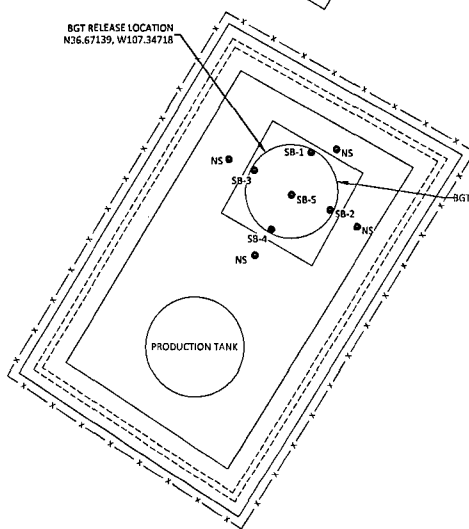 BGT RELEASE LOCATION
N36.67139, W107.34718
SB-1
NS
NS
SB-3
SB-5
BGT
SB-2
SB-4
NS
NS
PRODUCTION TANK